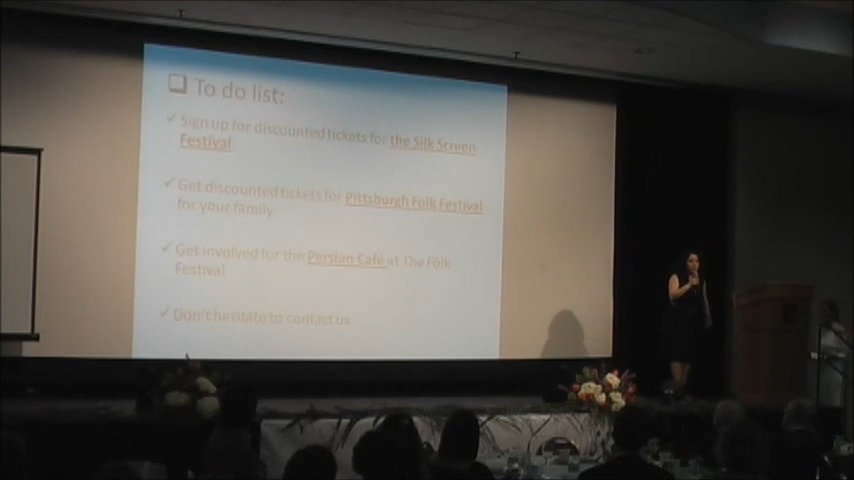 To do list:
Sign up for discounted tickets for the Silk Screen
Festival
Get discounted tickets for Pittsburgh Folk Festival
for your family
Get involved for the Persian Café at The Folk
Festival
Don't hesitate to contact us